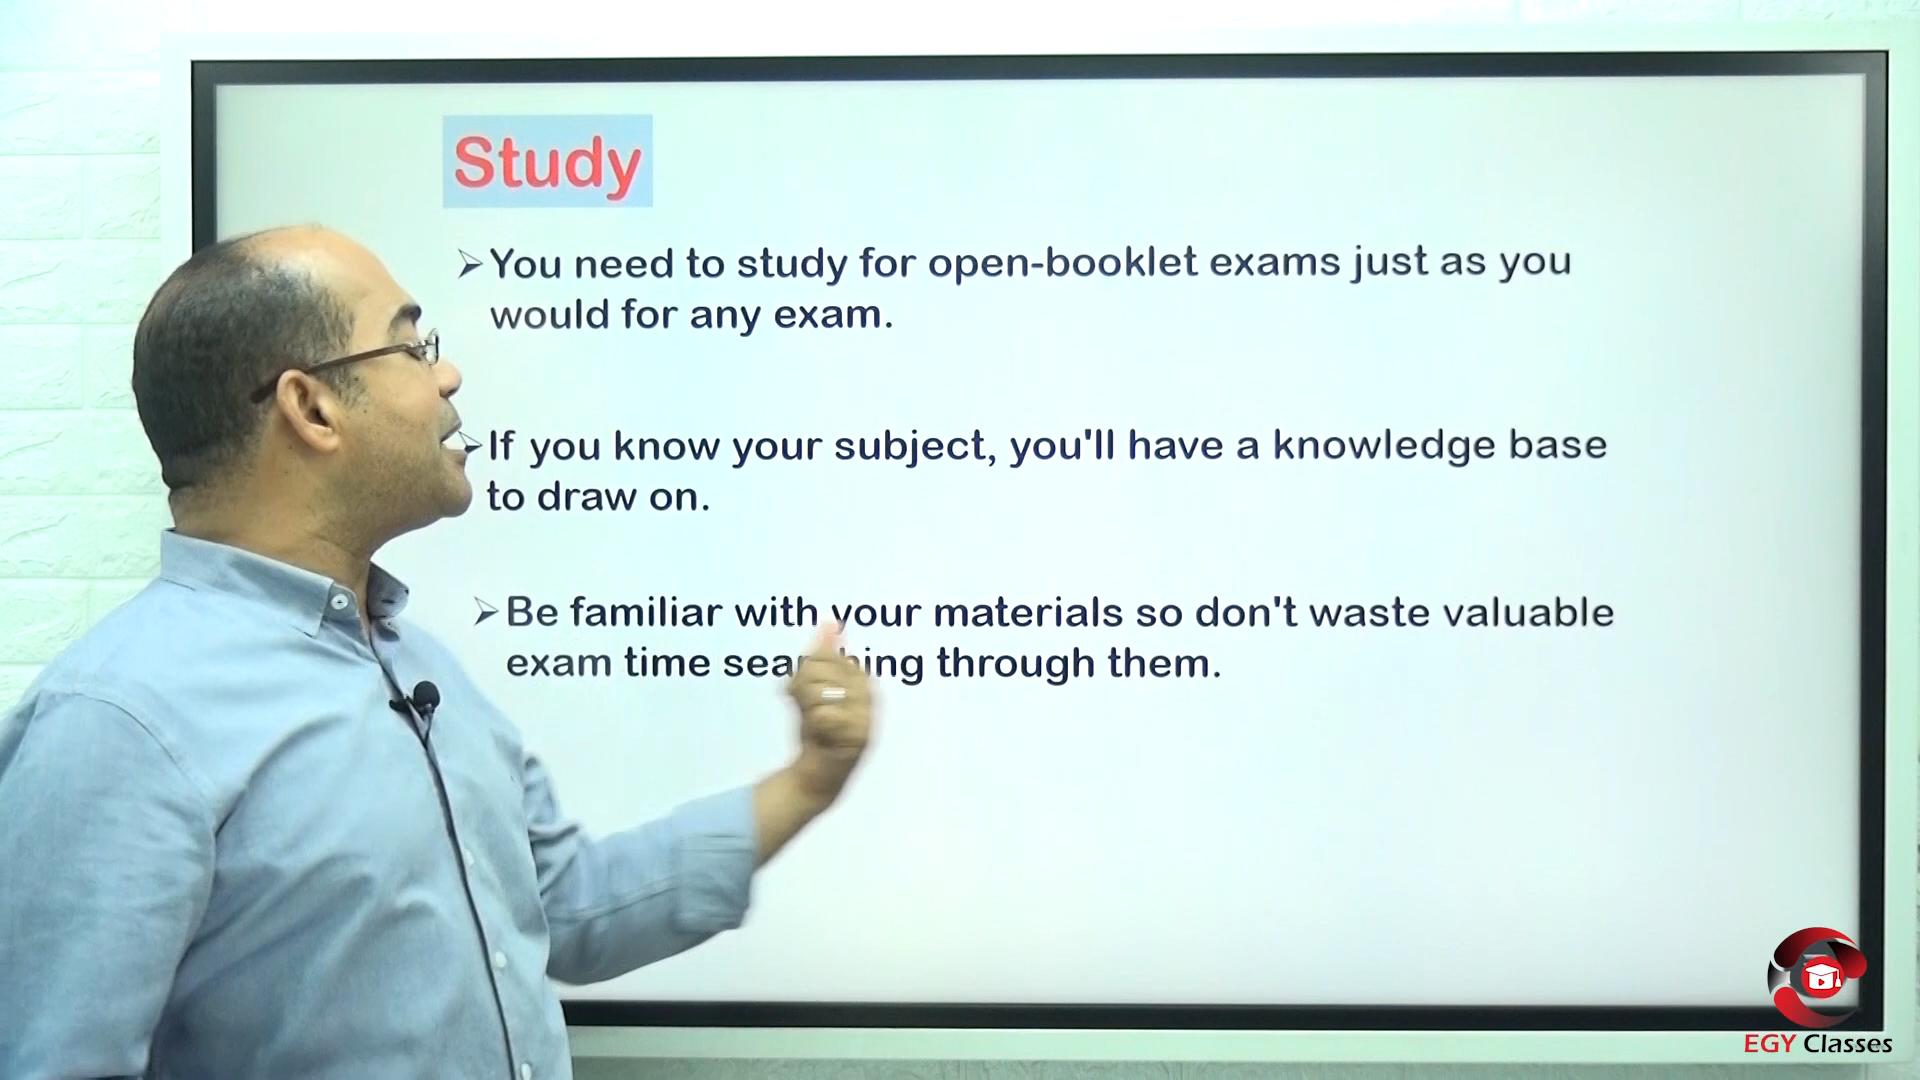 Study
➢You need to study for open-booklet exams just as you
would for any exam.
➢If you know your subject, you'll have a knowledge base
to draw on.
➢Be familiar with your materials so don't waste valuable
exam time searching through them.
EGY Classes